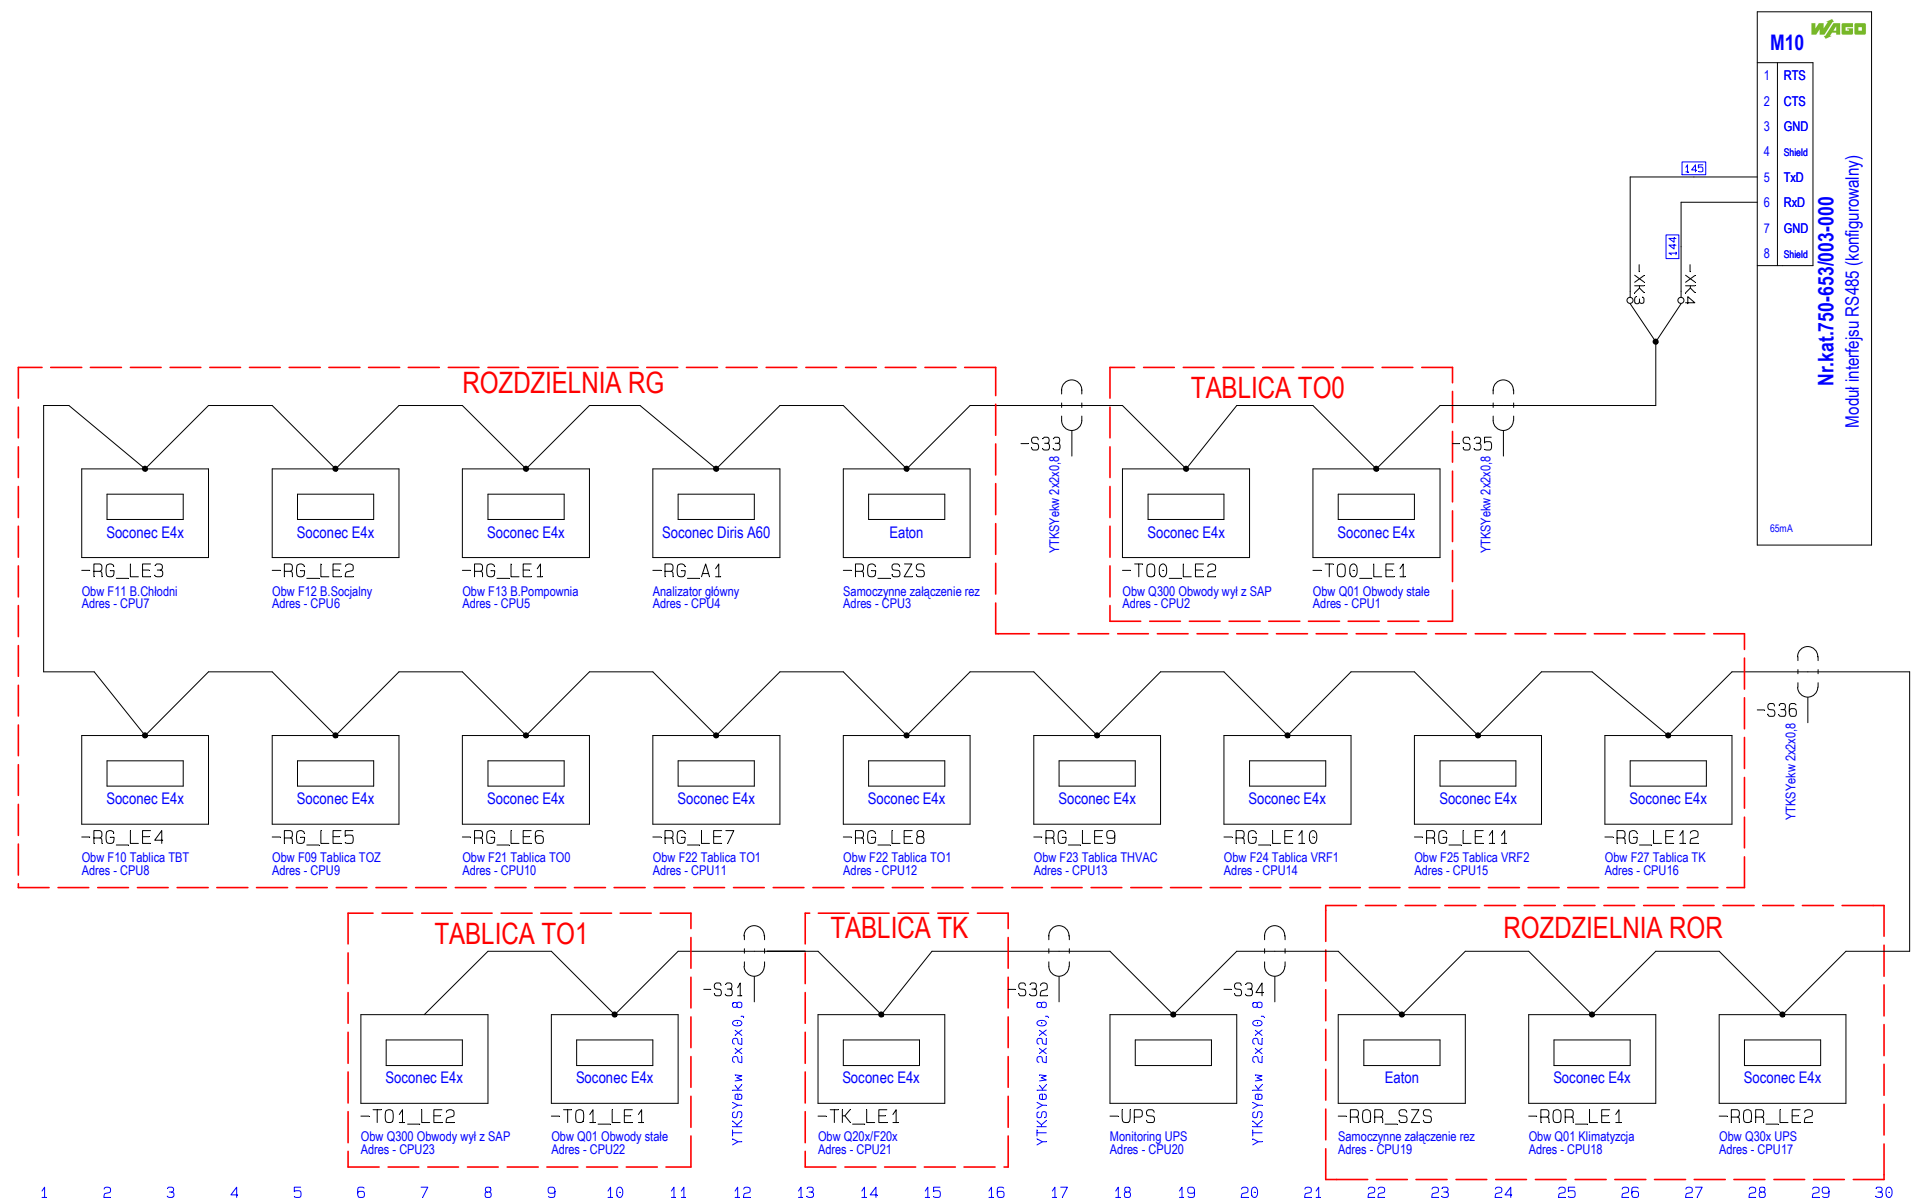 WAGO
M10
1 RTS
2 CTS
3 GND
4 Shield
5 TxD
6 RxD
7 GND
8 Shield
Nr.kat.750-653/003-000
Moduł interfejsu RS485 (konfigurowalny)
65mA
145
144
-XK3
-XK4
ROZDZIELNIA RG
TABLICA TO0
-S33
YTKSYekw 2x2x0,8
-S35
YTKSYekw 2x2x0,8
Soconec E4x
-RG_LE3
Obw F11 B.Chłodni
Adres - CPU7
Soconec E4x
-RG_LE2
Obw F12 B.Socjalny
Adres - CPU6
Soconec E4x
-RG_LE1
Obw F13 B.Pompownia
Adres - CPU5
Soconec Diris A60
-RG_A1
Analizator główny
Adres - CPU4
Eaton
-RG_SZS
Samoczynne załączenie rez
Adres - CPU3
Soconec E4x
-TO0_LE2
Obw Q300 Obwody wył z SAP
Adres - CPU2
Soconec E4x
-TO0_LE1
Obw Q01 Obwody stałe
Adres - CPU1
-S36
YTKSYekw 2x2x0,8
Soconec E4x
-RG_LE4
Obw F10 Tablica TBT
Adres - CPU8
Soconec E4x
-RG_LE5
Obw F09 Tablica TOZ
Adres - CPU9
Soconec E4x
-RG_LE6
Obw F21 Tablica TO0
Adres - CPU10
Soconec E4x
-RG_LE7
Obw F22 Tablica TO1
Adres - CPU11
Soconec E4x
-RG_LE8
Obw F22 Tablica TO1
Adres - CPU12
Soconec E4x
-RG_LE9
Obw F23 Tablica THVAC
Adres - CPU13
Soconec E4x
-RG_LE10
Obw F24 Tablica VRF1
Adres - CPU14
Soconec E4x
-RG_LE11
Obw F25 Tablica VRF2
Adres - CPU15
Soconec E4x
-RG_LE12
Obw F27 Tablica TK
Adres - CPU16
TABLICA TO1
TABLICA TK
ROZDZIELNIA ROR
-S31
YTKSYekw 2x2x0,8
-S32
YTKSYekw 2x2x0,8
-S34
YTKSYekw 2x2x0,8
Soconec E4x
-TO1_LE2
Obw Q300 Obwody wył z SAP
Adres - CPU23
Soconec E4x
-TO1_LE1
Obw Q01 Obwody stałe
Adres - CPU22
Soconec E4x
-TK_LE1
Obw Q20x/F20x
Adres - CPU21
-UPS
Monitoring UPS
Adres - CPU20
Eaton
-ROR_SZS
Samoczynne załączenie rez
Adres - CPU19
Soconec E4x
-ROR_LE1
Obw Q01 Klimatyzcja
Adres - CPU18
Soconec E4x
-ROR_LE2
Obw Q30x UPS
Adres - CPU17
1 2 3 4 5 6 7 8 9 10 11 12 13 14 15 16 17 18 19 20 21 22 23 24 25 26 27 28 29 30